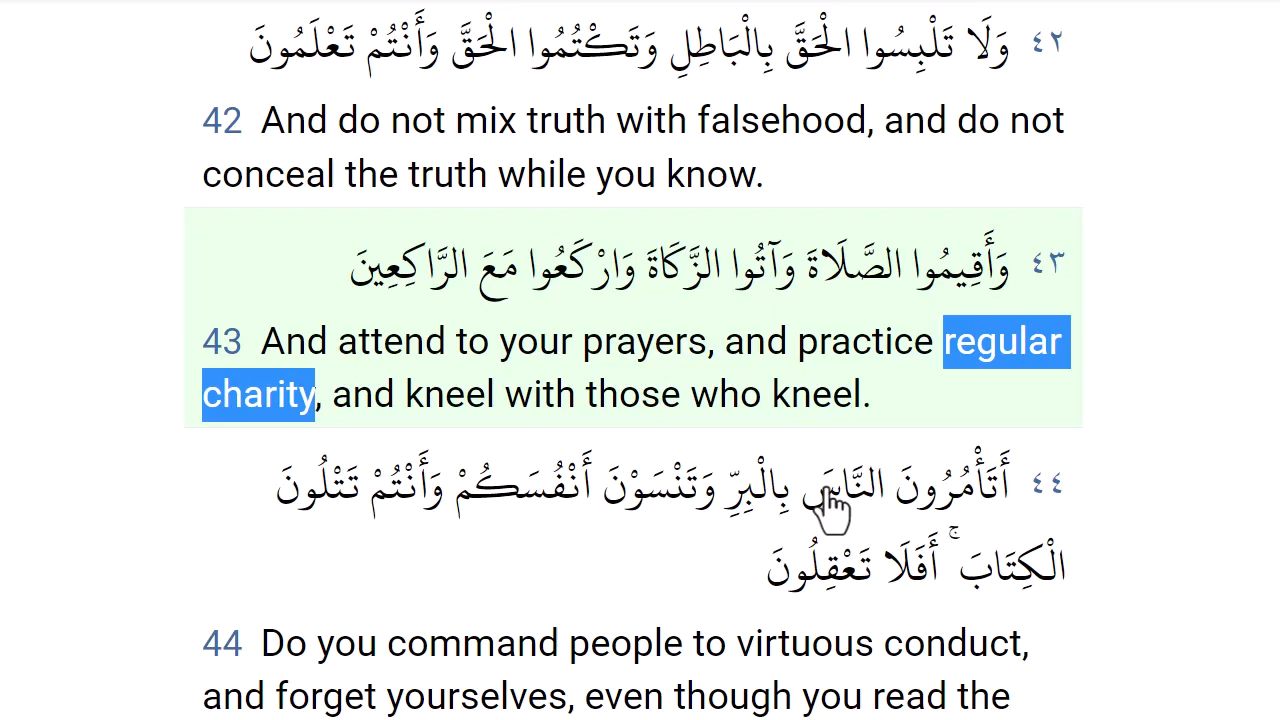 ٤٢ وَلَا تَلْبِسُوا الْحَقَّ بِالْبَاطِلِ وَتَكْتُمُوا الْحَقَّ وَأَنْتُمْ تَعْلَمُونَ
42 And do not mix truth with falsehood, and do not
conceal the truth while you know.
٤٣ وَأَقِيمُوا الصَّلَاةَ وَآتُوا الزَّكَاةَ وَارْكَعُوا مَعَ الرَّاكِعِينَ
43 And attend to your prayers, and practice regular
charity, and kneel with those who kneel.
٤٤ أَتَأْمُرُونَ النَّاسَ بِالْبِرِّ وَتَنْسَوْنَ أَنْفُسَكُمْ وَأَنْتُمْ تَتْلُونَ
الْكِتَابَ ۚ أَفَلَا تَعْقِلُونَ
44 Do you command people to virtuous conduct,
and forget yourselves, even though you read the